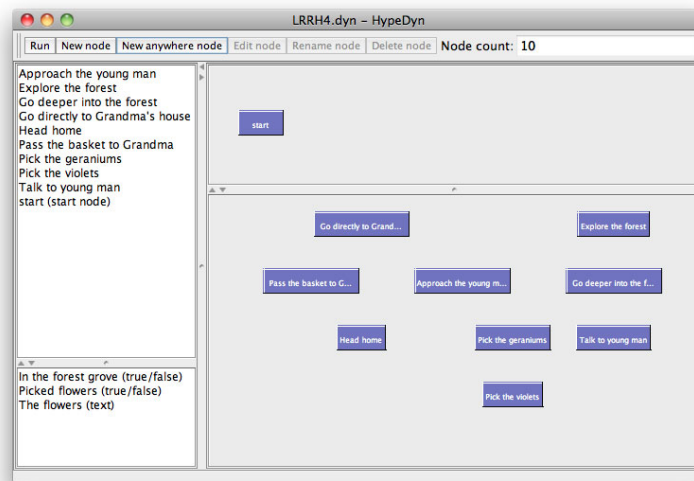 LRRH4.dyn - HypeDyn
Run New node New anywhere node Edit node Rename node Delete node Node count: 10
Approach the young man
Explore the forest
Go deeper into the forest
Go directly to Grandma's house
Head home
Pass the basket to Grandma
Pick the geraniums
Pick the violets
Talk to young man
start (start node)
In the forest grove (true/false)
Picked flowers (true/false)
The flowers (text)
start
Go directly to Grand... Explore the forest
Pass the basket to G... Approach the young m... Go deeper into the f...
Head home Pick the geraniums Talk to young man
Pick the violets